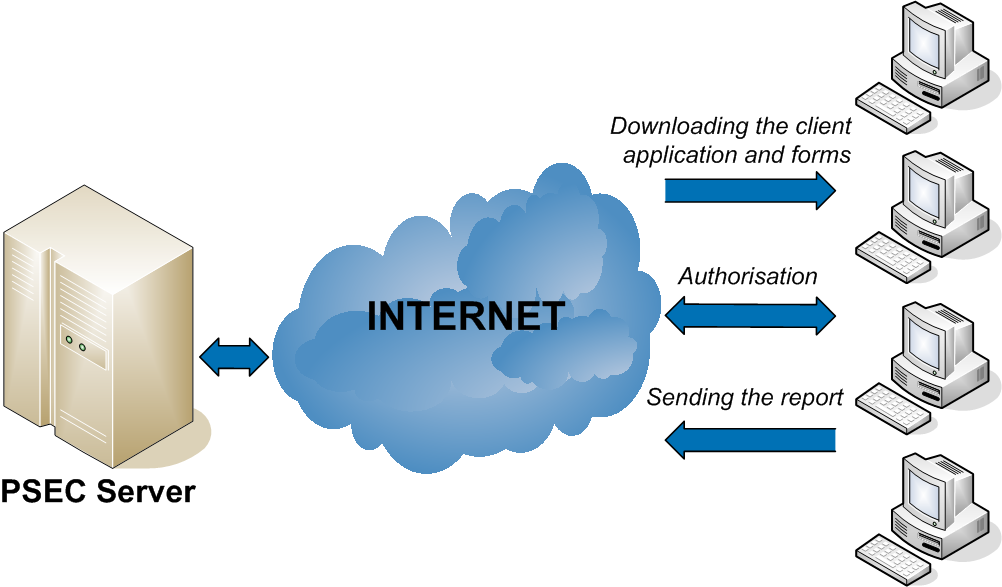 Downloading the client
application and forms
Authorisation
INTERNET
Sending the report
PSEC Server